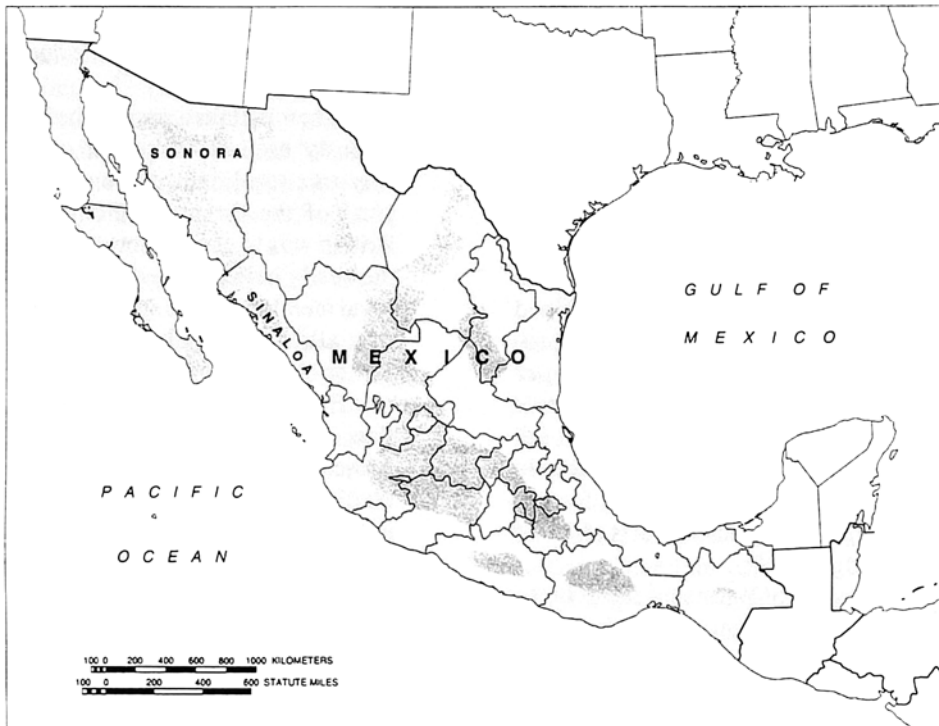 SONORA
SINALOA
MEXICO
GULF OF
MEXICO
PACIFIC
OCEAN
100 0 200 400 600 800 1000 KILOMETERS
100 0 200 400 600 STATUTE MILES